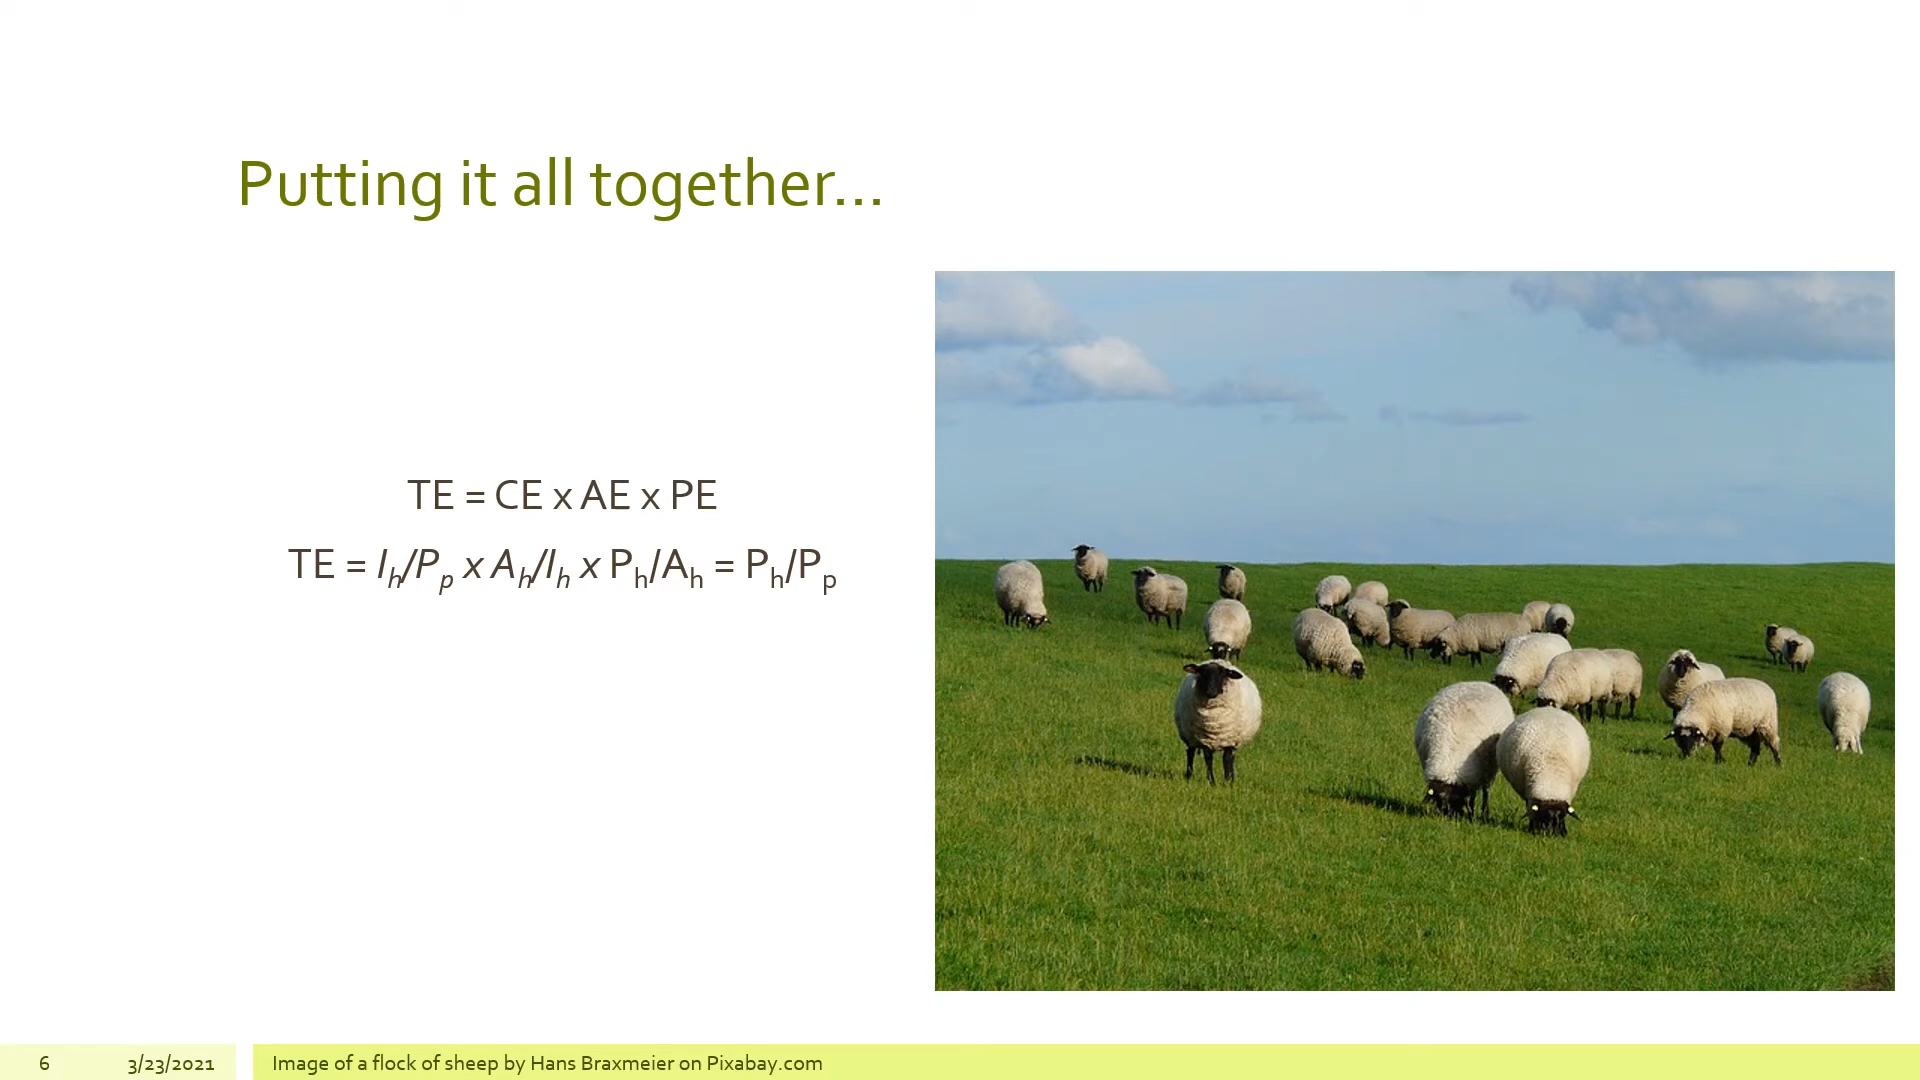 Putting it all together...
TE = CE x AE x PE
TE = Iₕ/Pₚ x Aₕ/Iₕ x Pₕ/Aₕ = Pₕ/Pₚ
6 3/23/2021 Image of a flock of sheep by Hans Braxmeier on Pixabay.com